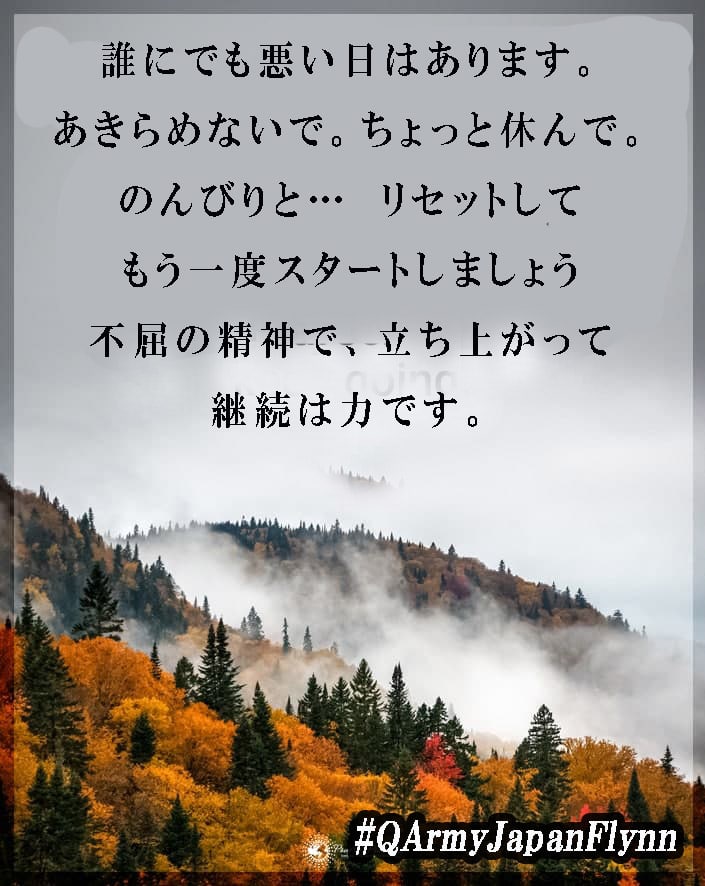 誰にでも悪い日はあります。
あきらめないで。ちょっと休んで。
のんびりと… リセットして
もう一度スタートしましょう
不屈の精神で、立ち上がって
継続は力です。
#QArmyJapanFlynn